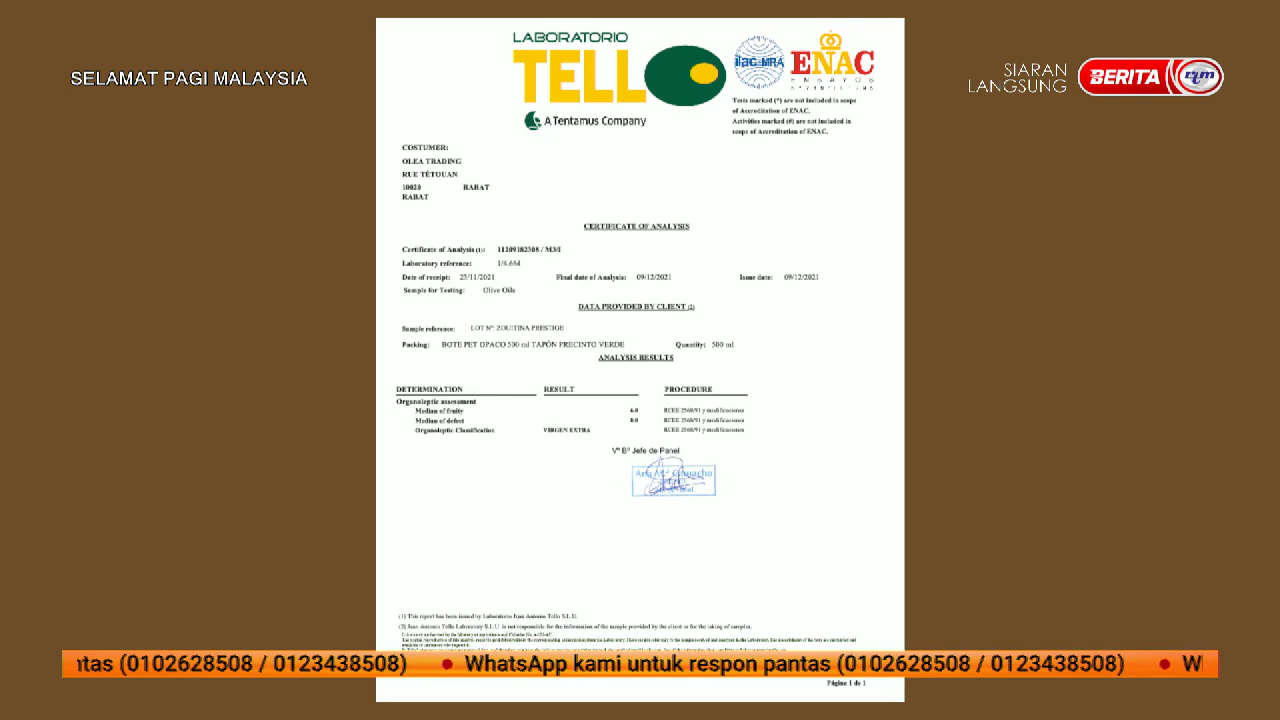 SELAMAT PAGI MALAYSIA
SIARAN
LANGSUNG
BERITA rtm
LABORATORIO
TELLO
A Tentamus Company
ilac-MRA
ENAC
ENSAYOS
Tests marked (*) are not included in scope
of Accreditation of ENAC.
Activities marked (#) are not included in
scope of Accreditation of ENAC.
COSTUMER:
OLEA TRADING
RUE TÉTOUAN
10020 RABAT
RABAT
CERTIFICATE OF ANALYSIS
Certificate of Analysis (1): 11209182308 / M3/I
Laboratory reference:
Date of receipt: 23/11/2021 Final date of Analysis: 09/12/2021 Issue date: 09/12/2021
Sample for Testing: Olive Oils
DATA PROVIDED BY CLIENT (2)
Sample reference: LOT Nº: ZOUITINA PRESTIGE
Packing: BOTE PET OPACO 500 ml TAPÓN PRECINTO VERDE Quantity: 500 ml
ANALYSIS RESULTS
DETERMINATION RESULT PROCEDURE
Organoleptic assessment
Median of fruity RCEE 2568/91 y modificaciones
Median of defect 0.0 RCEE 2568/91 y modificaciones
Organoleptic Classification VIRGEN EXTRA RCEE 2568/91 y modificaciones
Vº Bº Jefe de Panel
Ana Mª Camacho
(1) This report has been issued by Laboratorio Juan Antonio Tello S.L.U.
(2) Juan Antonio Tello Laboratory S.L.U. is not responsible for the information of the sample provided by the client or for the taking of samples.
ntas (0102628508 / 0123438508) • WhatsApp kami untuk respon pantas (0102628508 / 0123438508) • W
Página 1 de 1